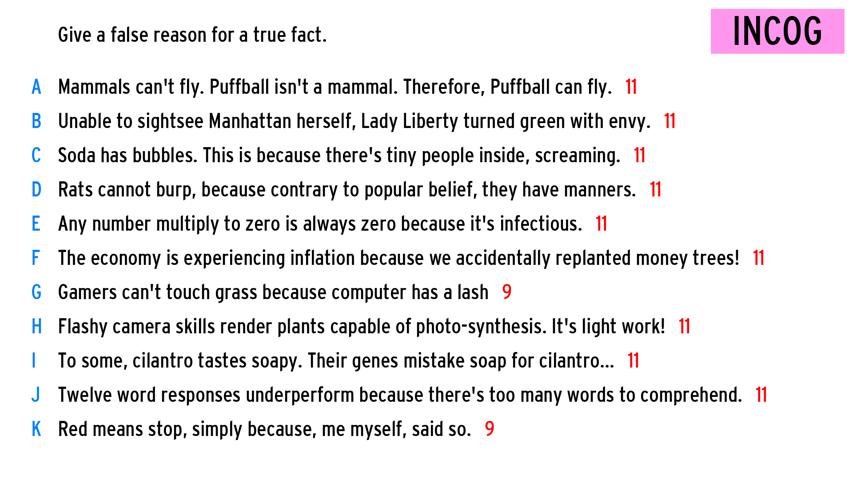 Give a false reason for a true fact.
INCOG
A Mammals can't fly. Puffball isn't a mammal. Therefore, Puffball can fly. 11
B Unable to sightsee Manhattan herself, Lady Liberty turned green with envy. 11
C Soda has bubbles. This is because there's tiny people inside, screaming. 11
D Rats cannot burp, because contrary to popular belief, they have manners. 11
E Any number multiply to zero is always zero because it's infectious. 11
F The economy is experiencing inflation because we accidentally replanted money trees! 11
G Gamers can't touch grass because computer has a lash 9
H Flashy camera skills render plants capable of photo-synthesis. It's light work! 11
I To some, cilantro tastes soapy. Their genes mistake soap for cilantro... 11
J Twelve word responses underperform because there's too many words to comprehend. 11
K Red means stop, simply because, me myself, said so. 9